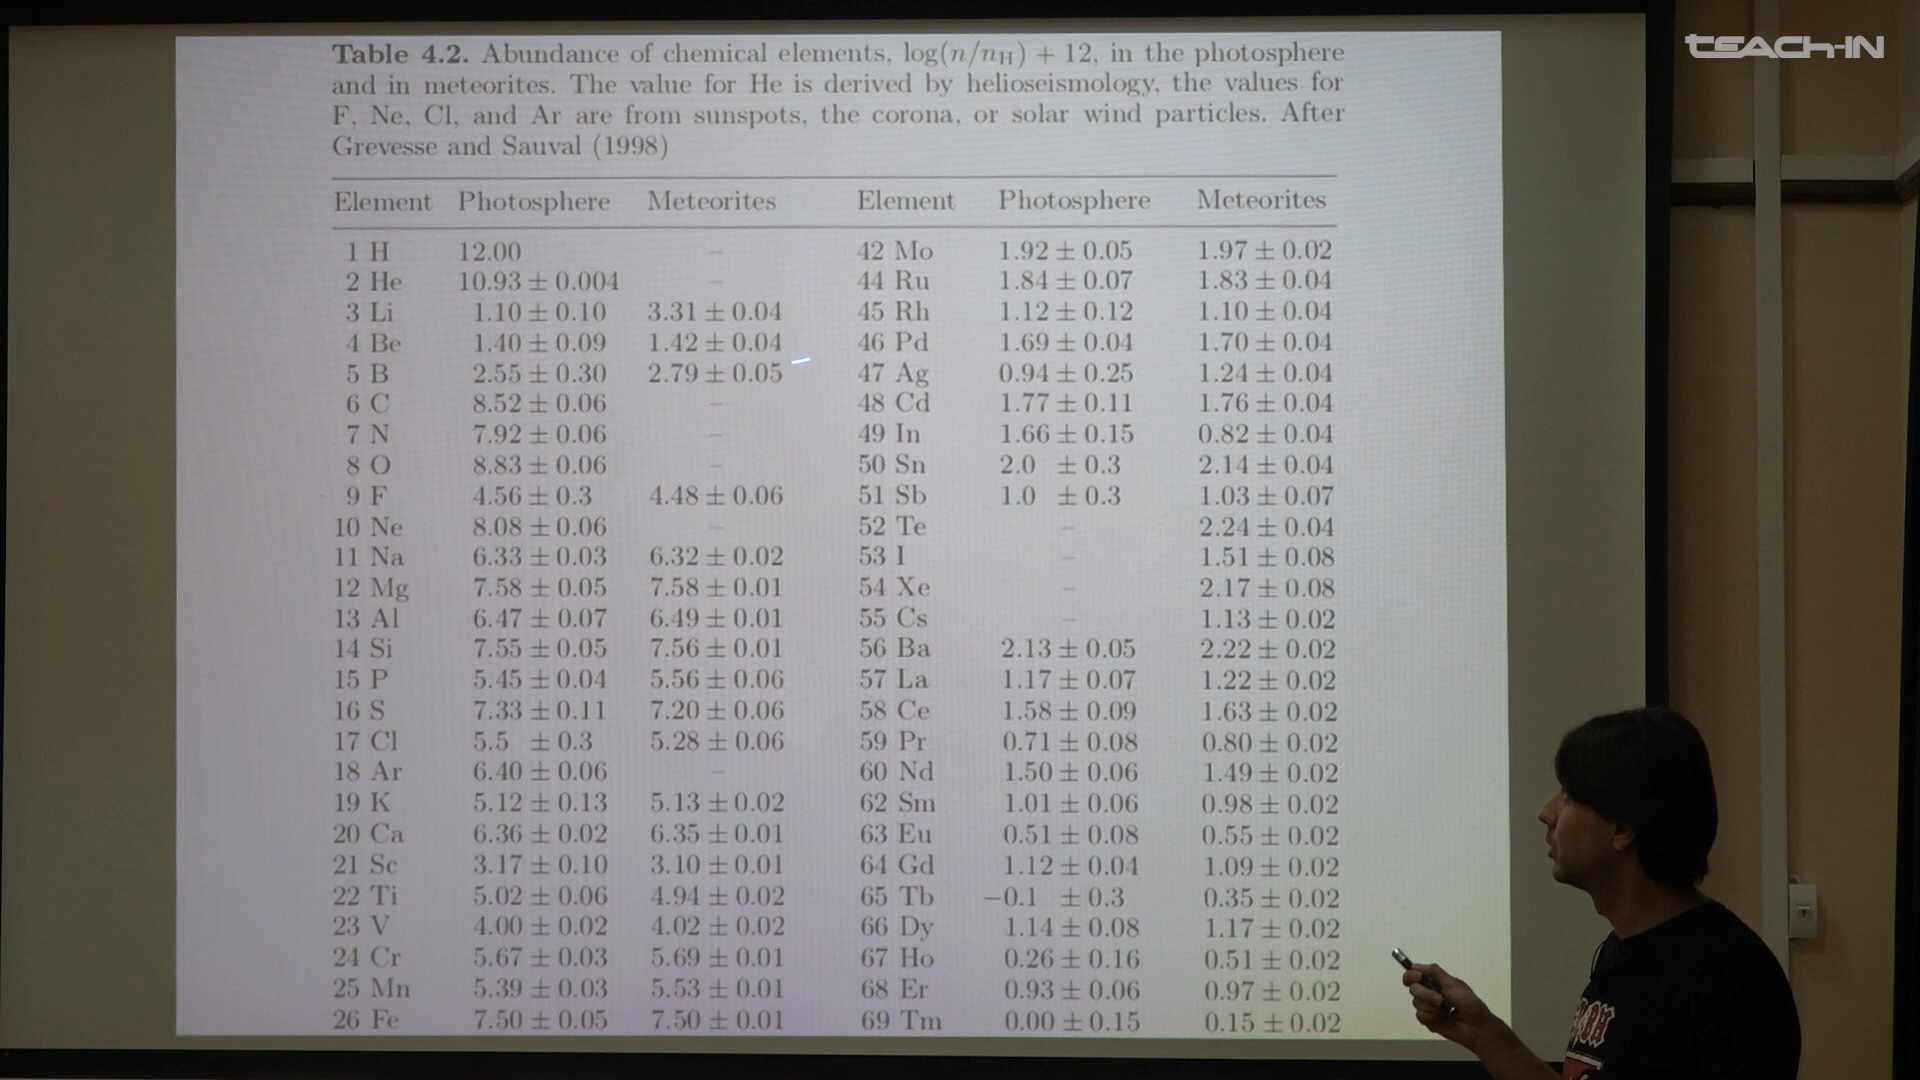 TEACH-IN
Table 4.2. Abundance of chemical elements, log(n/nH) + 12, in the photosphere
and in meteorites. The value for He is derived by helioseismology, the values for
F, Ne, Cl, and Ar are from sunspots, the corona, or solar wind particles. After
Grevesse and Sauval (1998)
Element Photosphere Meteorites Element Photosphere Meteorites
1 H 12.00 – 42 Mo 1.92 ± 0.05 1.97 ± 0.02
2 He 10.93 ± 0.004 – 44 Ru 1.84 ± 0.07 1.83 ± 0.04
3 Li 1.10 ± 0.10 3.31 ± 0.04 45 Rh 1.12 ± 0.12 1.10 ± 0.04
4 Be 1.40 ± 0.09 1.42 ± 0.04 46 Pd 1.69 ± 0.04 1.70 ± 0.04
5 B 2.55 ± 0.30 2.79 ± 0.05 47 Ag 0.94 ± 0.25 1.24 ± 0.04
6 C 8.52 ± 0.06 – 48 Cd 1.77 ± 0.11 1.76 ± 0.04
7 N 7.92 ± 0.06 – 49 In 1.66 ± 0.15 0.82 ± 0.04
8 O 8.83 ± 0.06 – 50 Sn 2.0 ± 0.3 2.14 ± 0.04
9 F 4.56 ± 0.3 4.48 ± 0.06 51 Sb 1.0 ± 0.3 1.03 ± 0.07
10 Ne 8.08 ± 0.06 – 52 Te – 2.24 ± 0.04
11 Na 6.33 ± 0.03 6.32 ± 0.02 53 I – 1.51 ± 0.08
12 Mg 7.58 ± 0.05 7.58 ± 0.01 54 Xe – 2.17 ± 0.08
13 Al 6.47 ± 0.07 6.49 ± 0.01 55 Cs – 1.13 ± 0.02
14 Si 7.55 ± 0.05 7.56 ± 0.01 56 Ba 2.13 ± 0.05 2.22 ± 0.02
15 P 5.45 ± 0.04 5.56 ± 0.06 57 La 1.17 ± 0.07 1.22 ± 0.02
16 S 7.33 ± 0.11 7.20 ± 0.06 58 Ce 1.58 ± 0.09 1.63 ± 0.02
17 Cl 5.5 ± 0.3 5.28 ± 0.06 59 Pr 0.71 ± 0.08 0.80 ± 0.02
18 Ar 6.40 ± 0.06 – 60 Nd 1.50 ± 0.06 1.49 ± 0.02
19 K 5.12 ± 0.13 5.13 ± 0.02 62 Sm 1.01 ± 0.06 0.98 ± 0.02
20 Ca 6.36 ± 0.02 6.35 ± 0.01 63 Eu 0.51 ± 0.08 0.55 ± 0.02
21 Sc 3.17 ± 0.10 3.10 ± 0.01 64 Gd 1.12 ± 0.04 1.09 ± 0.02
22 Ti 5.02 ± 0.06 4.94 ± 0.02 65 Tb −0.1 ± 0.3 0.35 ± 0.02
23 V 4.00 ± 0.02 4.02 ± 0.02 66 Dy 1.14 ± 0.08 1.17 ± 0.02
24 Cr 5.67 ± 0.03 5.69 ± 0.01 67 Ho 0.26 ± 0.16 0.51 ± 0.02
25 Mn 5.39 ± 0.03 5.53 ± 0.01 68 Er 0.93 ± 0.06 0.97 ± 0.02
26 Fe 7.50 ± 0.05 7.50 ± 0.01 69 Tm 0.00 ± 0.15 0.15 ± 0.02